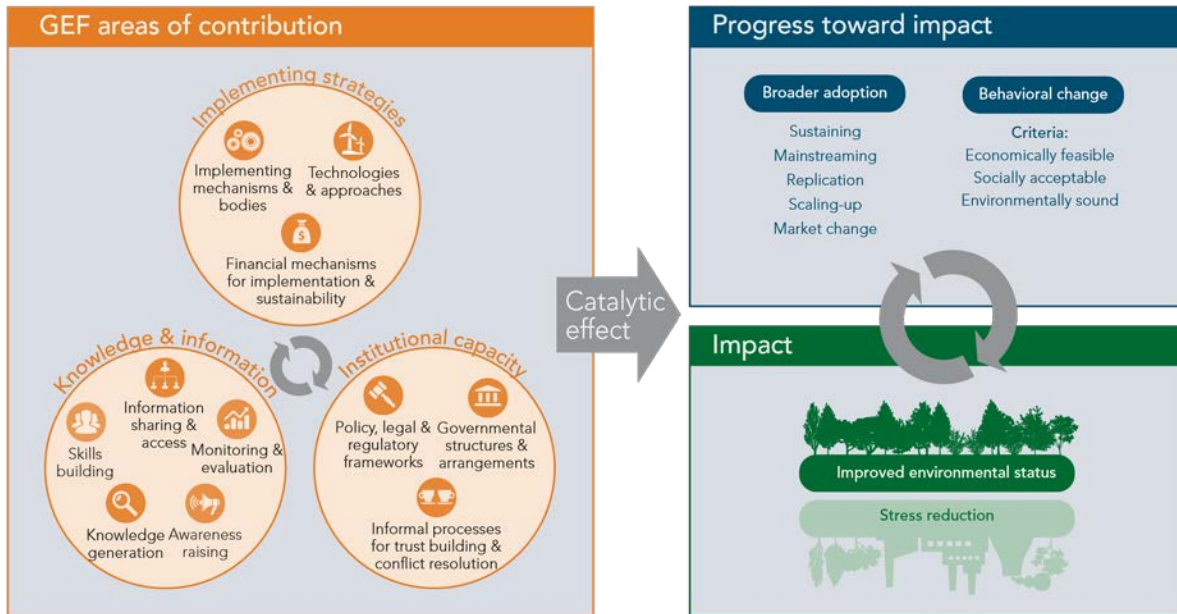 GEF areas of contribution
Implementing strategies
Implementing
mechanisms &
bodies
Technologies
& approaches
$
Financial mechanisms
for implementation &
sustainability
Knowledge & information
Information
sharing &
access
Skills
building
Monitoring &
evaluation
Knowledge
generation
Awareness
raising
Institutional capacity
Policy, legal &
regulatory
frameworks
Governmental
structures &
arrangements
Informal processes
for trust building &
conflict resolution
Catalytic
effect
Progress toward impact
Broader adoption
Sustaining
Mainstreaming
Replication
Scaling-up
Market change
Behavioral change
Criteria:
Economically feasible
Socially acceptable
Environmentally sound
Impact
Improved environmental status
Stress reduction